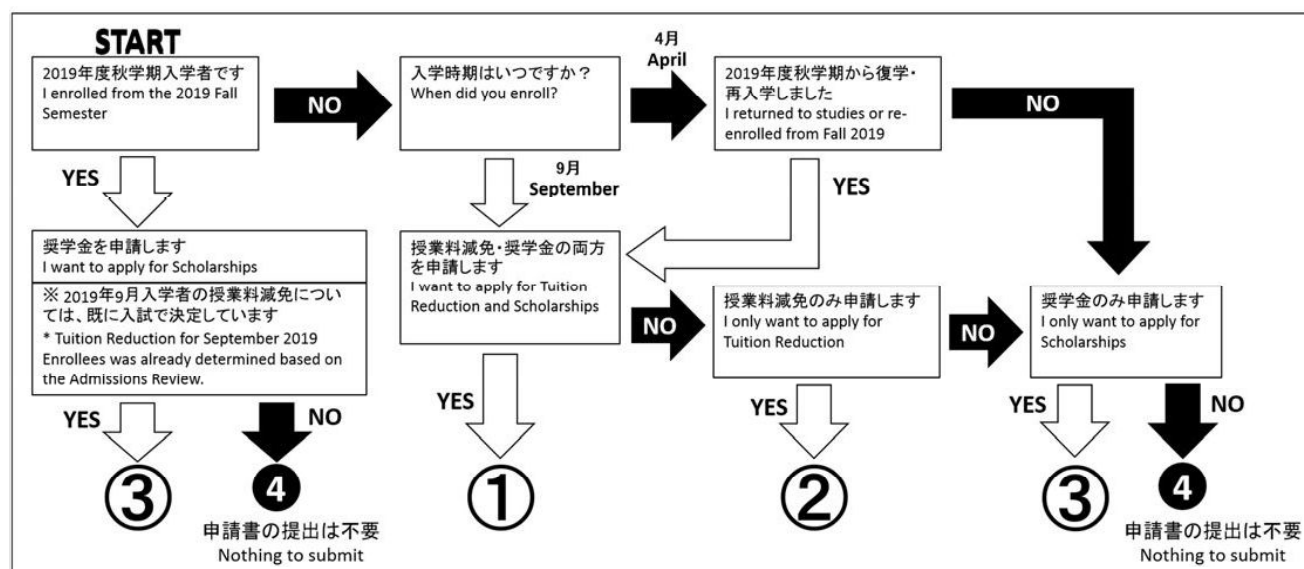 START
2019年度秋学期入学者です
I enrolled from the 2019 Fall
Semester
NO
入学時期はいつですか？
When did you enroll?
4月
April
2019年度秋学期から復学・
再入学しました
I returned to studies or re-
enrolled from Fall 2019
NO
YES
9月
September
YES
奨学金を申請します
I want to apply for Scholarships
※ 2019年9月入学者の授業料減免につい
ては、既に入試で決定しています
* Tuition Reduction for September 2019
Enrollees was already determined based on
the Admissions Review.
授業料減免・奨学金の両方
を申請します
I want to apply for Tuition
Reduction and Scholarships
NO
授業料減免のみ申請します
I only want to apply for
Tuition Reduction
NO
奨学金のみ申請します
I only want to apply for
Scholarships
YES
NO
YES
YES
YES
NO
③
❹
申請書の提出は不要
Nothing to submit
①
②
③
❹
申請書の提出は不要
Nothing to submit